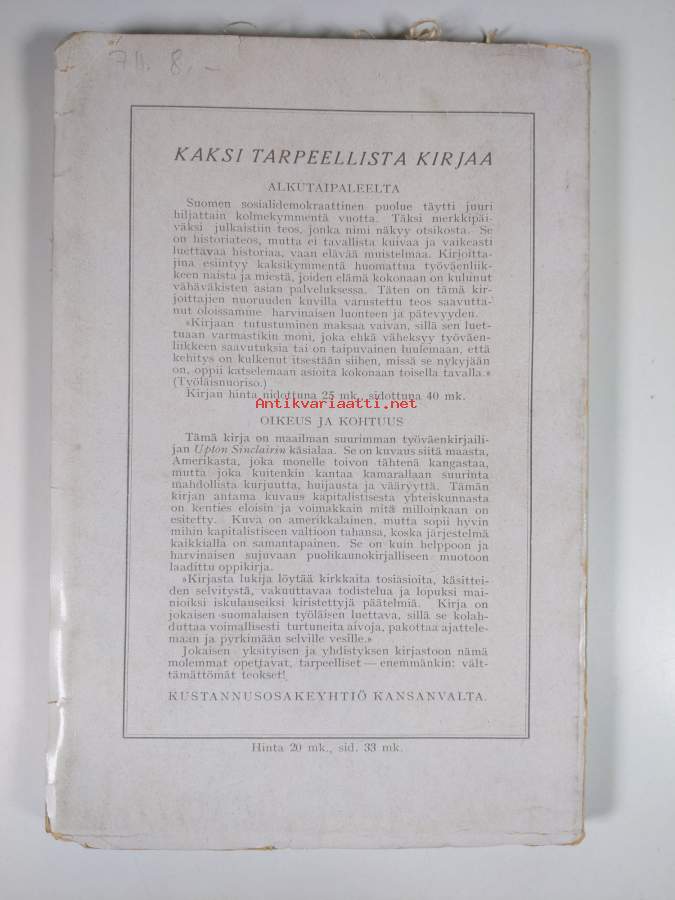 711. 8,–
KAKSI TARPEELLISTA KIRJAA
ALKUTAIPALEELTA
Suomen sosialidemokraattinen puolue täytti juuri
hiljattain kolmekymmentä vuotta. Täksi merkkipäi-
väksi julkaistiin teos, jonka nimi näkyy otsikosta. Se
on historiateos, mutta ei tavallista kuivaa ja vaikeasti
luettavaa historiaa, vaan elävää muistelmaa. Kirjoitta-
jina esiintyy kaksikymmentä huomattua työväenliik-
keen naista ja miestä, joiden elämä kokonaan on kulunut
vähäväkisten asian palveluksessa. Täten on tämä kir-
joittajien nuoruuden kuvilla varustettu teos saavutta-
nut oloissamme harvinaisen luonteen ja pätevyyden.
»Kirjaan tutustuminen maksaa vaivan, sillä sen luet-
tuaan varmastikin moni, joka ehkä väheksyy työväen-
liikkeen saavutuksia tai on taipuvainen luulemaan, että
kehitys on kulkenut itsestään siihen, missä se nykyjään
on, oppii katselemaan asioita kokonaan toisella tavalla.»
(Työläisnuoriso.)
Kirjan hinta nidottuna 25 mk., sidottuna 40 mk.
Antikvariaatti.net
OIKEUS JA KOHTUUS
Tämä kirja on maailman suurimman työväenkirjaili-
jan Upton Sinclairin käsialaa. Se on kuvaus siitä maasta,
Amerikasta, joka monelle toivon tähtenä kangastaa,
mutta joka kuitenkin kantaa kamarallaan suurinta
mahdollista kurjuutta, huijausta ja vääryyttä. Tämän
kirjan antama kuvaus kapitalistisesta yhteiskunnasta
on kenties eloisin ja voimakkain mitä milloinkaan on
esitetty. Kuva on amerikkalainen, mutta sopii hyvin
mihin kapitalistiseen valtioon tahansa, koska järjestelmä
kaikkialla on samantapainen. Se on kuin helppoon ja
harvinaisen sujuvaan puolikaunokirjalliseen muotoon
laadittu oppikirja.
»Kirjasta lukija löytää kirkkaita tosiasioita, käsittei-
den selvitystä, vakuuttavaa todistelua ja lopuksi mai-
nioiksi iskulauseiksi kiristettyjä päätelmiä. Kirja on
jokaisen suomalaisen työläisen luettava, sillä se kolah-
duttaa voimallisesti turtuneita aivoja, pakottaa ajattele-
maan ja pyrkimään selville vesille.»
Jokaisen yksityisen ja yhdistyksen kirjastoon nämä
molemmat opettavat, tarpeelliset — enemmänkin: vält-
tämättömät teokset!
KUSTANNUSOSAKEYHTIÖ KANSANVALTA.
Hinta 20 mk., sid. 33 mk.